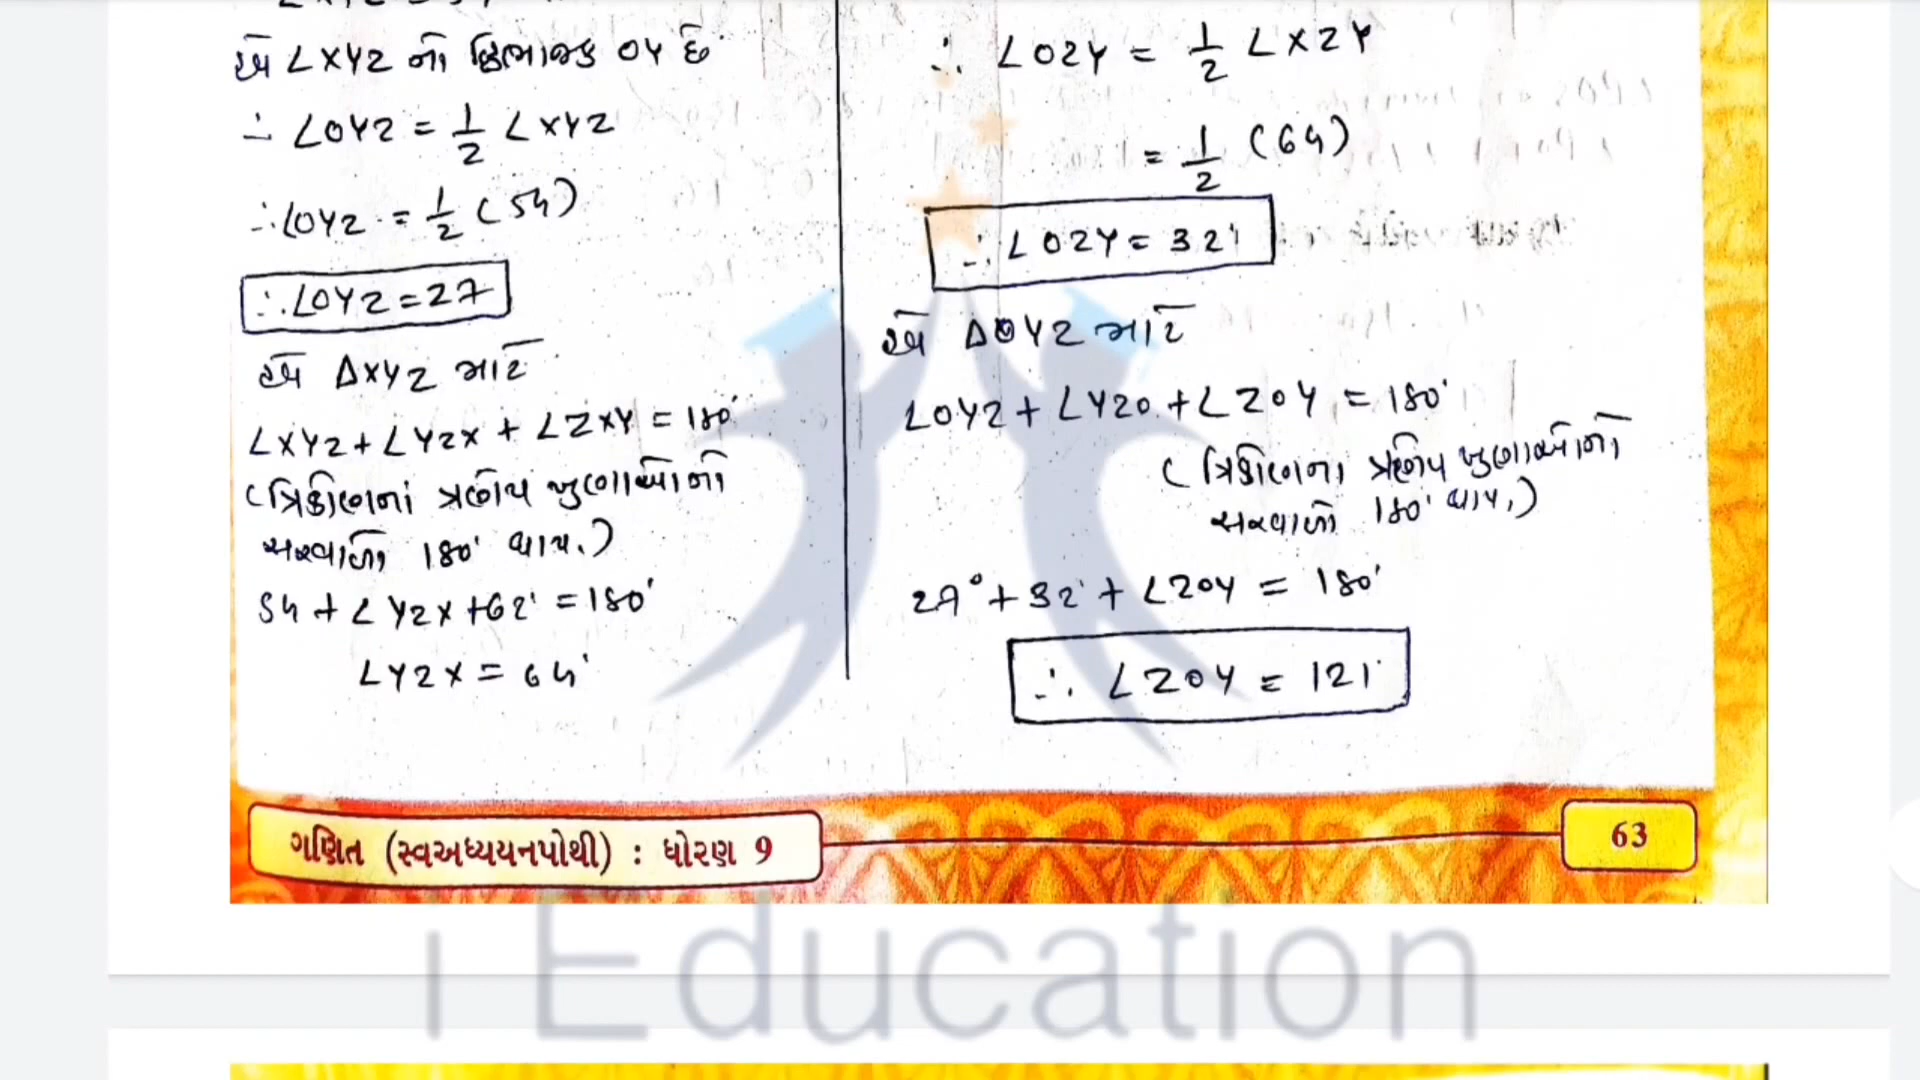 હવે ∠XYZ નો દ્વિભાજક OY છે
∴ ∠OYZ = 1/2 ∠XYZ
∴ ∠OYZ = 1/2 (54)
∴ ∠OYZ = 27
હવે ΔXYZ માટે
∠XYZ + ∠YZX + ∠ZXY = 180°
(ત્રિકોણનાં ત્રણેય ખુણાઓનો
સરવાળો 180° થાય.)
54 + ∠YZX + 62° = 180°
∠YZX = 64°
∴ ∠OZY = 1/2 ∠XZY
= 1/2 (64)
∴ ∠OZY = 32°
હવે ΔOYZ માટે
∠OYZ + ∠YZO + ∠ZOY = 180°
(ત્રિકોણના ત્રણેય ખુણાઓનો
સરવાળો 180° થાય.)
27° + 32° + ∠ZOY = 180°
∴ ∠ZOY = 121°
ગણિત (સ્વઅધ્યયનપોથી) : ધોરણ 9
63
i Education